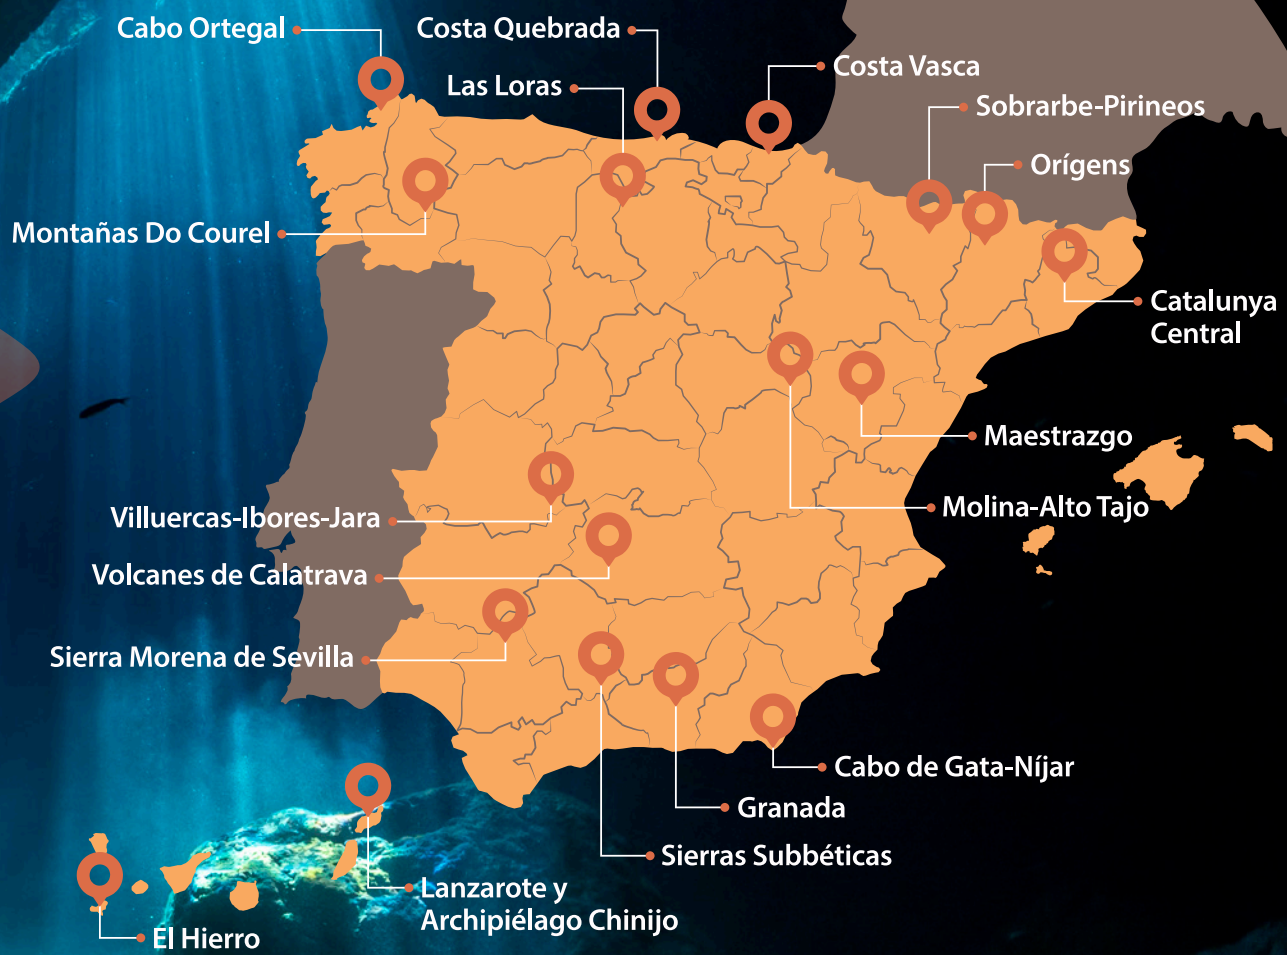 Cabo Ortegal
Costa Quebrada
Costa Vasca
Las Loras
Sobrarbe-Pirineos
Orígens
Montañas Do Courel
Catalunya
Central
Maestrazgo
Molina-Alto Tajo
Villuercas-Ibores-Jara
Volcanes de Calatrava
Sierra Morena de Sevilla
Cabo de Gata-Níjar
Granada
Sierras Subbéticas
Lanzarote y
Archipiélago Chinijo
El Hierro